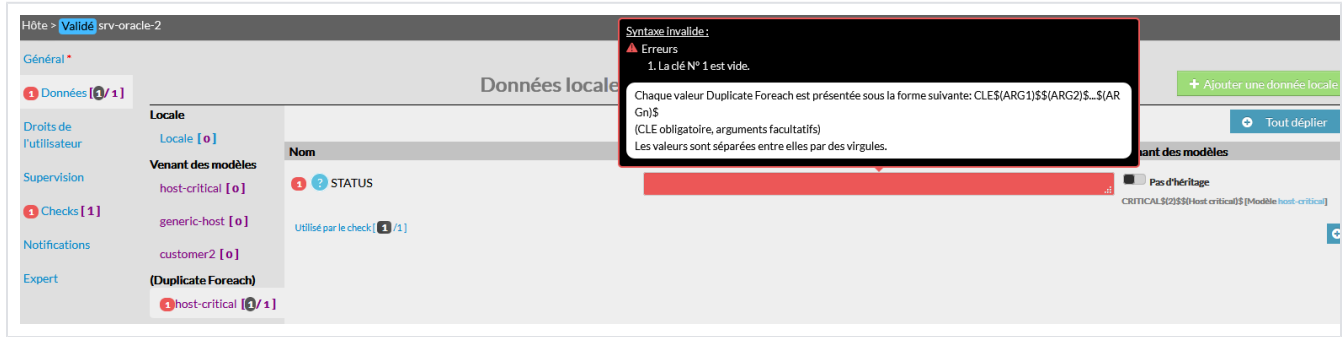 Hôte > Validé srv-oracle-2
Général *
1 Données [1/1]
Droits de
l'utilisateur
Supervision
1 Checks [1]
Notifications
Expert
Locale
Locale [0]
Venant des modèles
host-critical [0]
generic-host [0]
customer2 [0]
(Duplicate Foreach)
1 host-critical [1/1]
Données locale
+ Ajouter une donnée locale
Tout déplier
Nom
nant des modèles
1 ? STATUS
Utilisé par le check [1/1]
Syntaxe invalide :
Erreurs
1. La clé N° 1 est vide.
Chaque valeur Duplicate Foreach est présentée sous la forme suivante: CLE$(ARG1)$$(ARG2)$...$(AR
Gn)$
(CLE obligatoire, arguments facultatifs)
Les valeurs sont séparées entre elles par des virgules.
Pas d'héritage
CRITICAL$(2)$$(Host critical)$ [Modèle host-critical]